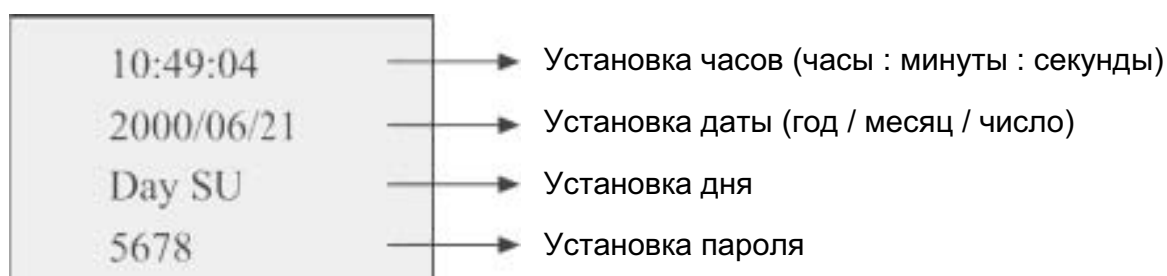 10:49:04 Установка часов (часы : минуты : секунды)
2000/06/21 Установка даты (год / месяц / число)
Day SU Установка дня
5678 Установка пароля